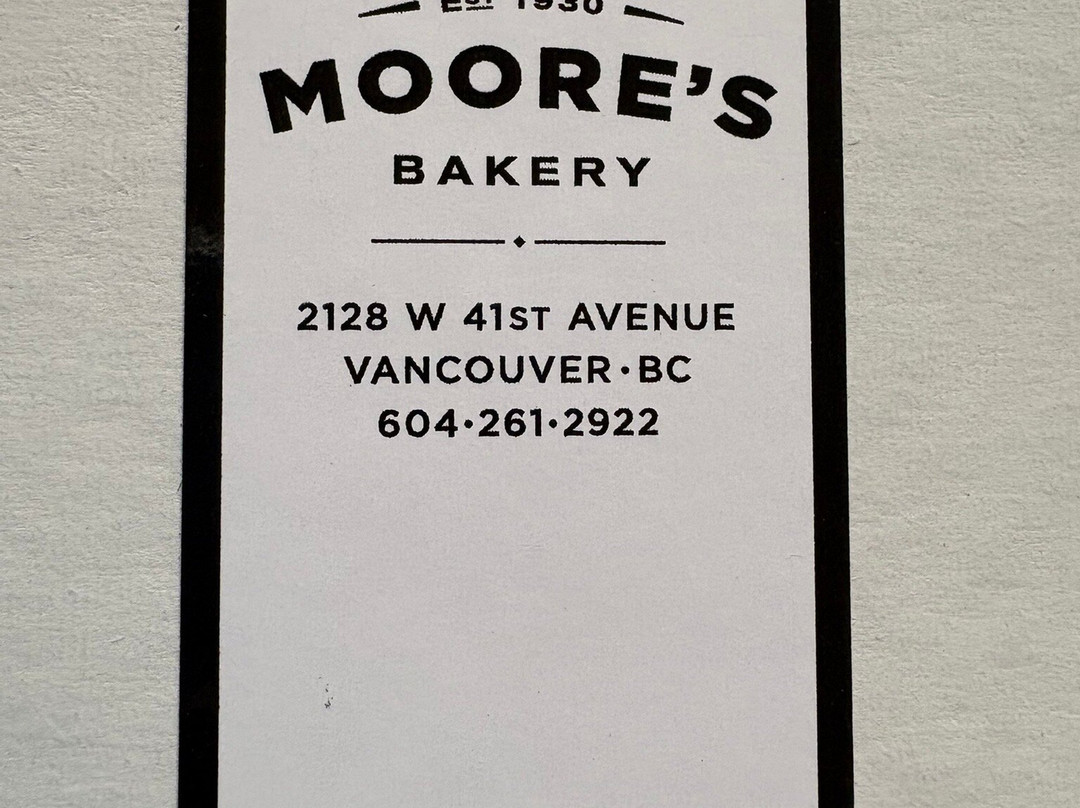 EST 1930
MOORE'S
BAKERY
2128 W 41ST AVENUE
VANCOUVER·BC
604·261·2922